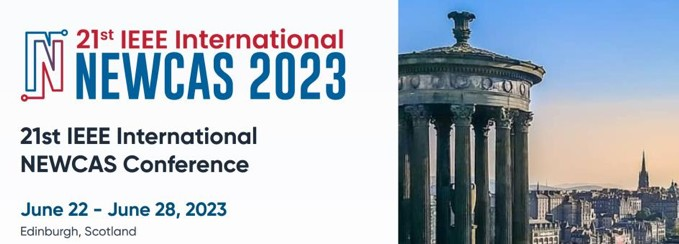 21st IEEE International
NEWCAS 2023
21st IEEE International
NEWCAS Conference
June 22 - June 28, 2023
Edinburgh, Scotland